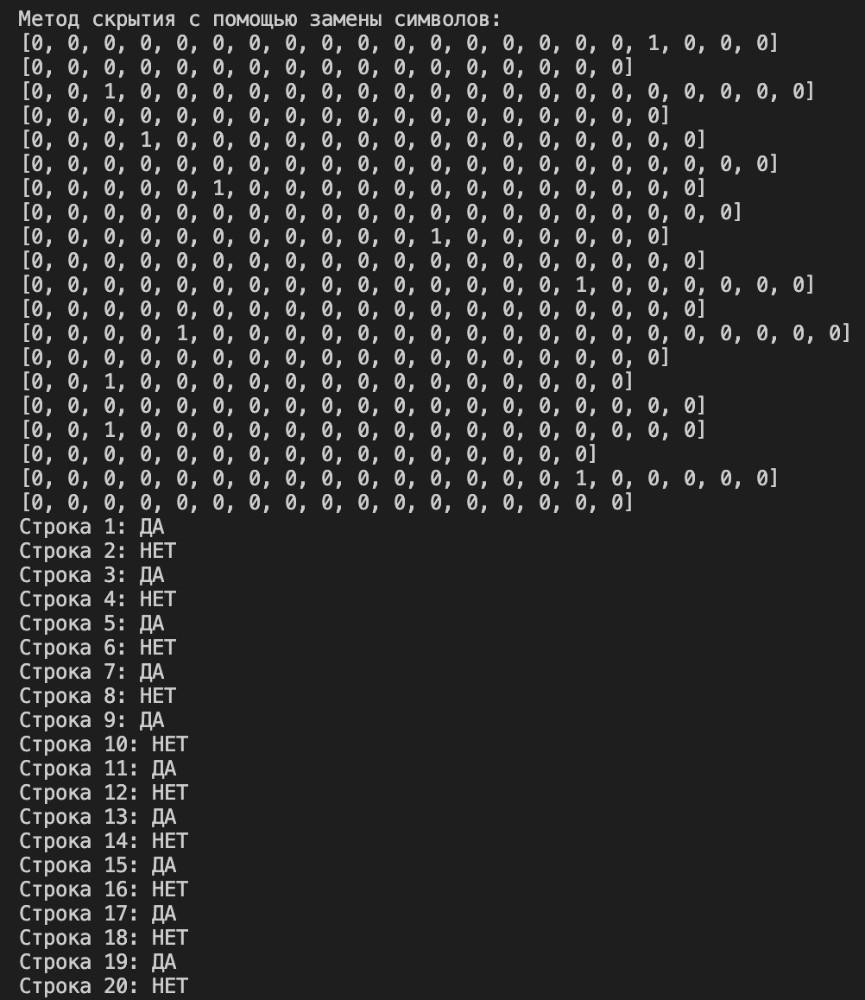 Метод скрытия с помощью замены символов:
[0, 0, 0, 0, 0, 0, 0, 0, 0, 0, 0, 0, 0, 0, 0, 0, 0, 1, 0, 0, 0]
[0, 0, 0, 0, 0, 0, 0, 0, 0, 0, 0, 0, 0, 0, 0, 0, 0]
[0, 0, 1, 0, 0, 0, 0, 0, 0, 0, 0, 0, 0, 0, 0, 0, 0, 0, 0, 0, 0, 0]
[0, 0, 0, 0, 0, 0, 0, 0, 0, 0, 0, 0, 0, 0, 0, 0, 0, 0]
[0, 0, 0, 1, 0, 0, 0, 0, 0, 0, 0, 0, 0, 0, 0, 0, 0, 0, 0]
[0, 0, 0, 0, 0, 0, 0, 0, 0, 0, 0, 0, 0, 0, 0, 0, 0, 0, 0, 0, 0]
[0, 0, 0, 0, 0, 1, 0, 0, 0, 0, 0, 0, 0, 0, 0, 0, 0, 0, 0]
[0, 0, 0, 0, 0, 0, 0, 0, 0, 0, 0, 0, 0, 0, 0, 0, 0, 0, 0, 0]
[0, 0, 0, 0, 0, 0, 0, 0, 0, 0, 0, 1, 0, 0, 0, 0, 0, 0]
[0, 0, 0, 0, 0, 0, 0, 0, 0, 0, 0, 0, 0, 0, 0, 0, 0, 0, 0]
[0, 0, 0, 0, 0, 0, 0, 0, 0, 0, 0, 0, 0, 0, 0, 1, 0, 0, 0, 0, 0, 0]
[0, 0, 0, 0, 0, 0, 0, 0, 0, 0, 0, 0, 0, 0, 0, 0, 0, 0, 0]
[0, 0, 0, 0, 1, 0, 0, 0, 0, 0, 0, 0, 0, 0, 0, 0, 0, 0, 0, 0, 0, 0, 0]
[0, 0, 0, 0, 0, 0, 0, 0, 0, 0, 0, 0, 0, 0, 0, 0, 0, 0]
[0, 0, 1, 0, 0, 0, 0, 0, 0, 0, 0, 0, 0, 0, 0, 0, 0]
[0, 0, 0, 0, 0, 0, 0, 0, 0, 0, 0, 0, 0, 0, 0, 0, 0, 0, 0]
[0, 0, 1, 0, 0, 0, 0, 0, 0, 0, 0, 0, 0, 0, 0, 0, 0, 0, 0]
[0, 0, 0, 0, 0, 0, 0, 0, 0, 0, 0, 0, 0, 0, 0, 0]
[0, 0, 0, 0, 0, 0, 0, 0, 0, 0, 0, 0, 0, 0, 0, 1, 0, 0, 0, 0, 0]
[0, 0, 0, 0, 0, 0, 0, 0, 0, 0, 0, 0, 0, 0, 0, 0, 0]
Строка 1: ДА
Строка 2: НЕТ
Строка 3: ДА
Строка 4: НЕТ
Строка 5: ДА
Строка 6: НЕТ
Строка 7: ДА
Строка 8: НЕТ
Строка 9: ДА
Строка 10: НЕТ
Строка 11: ДА
Строка 12: НЕТ
Строка 13: ДА
Строка 14: НЕТ
Строка 15: ДА
Строка 16: НЕТ
Строка 17: ДА
Строка 18: НЕТ
Строка 19: ДА
Строка 20: НЕТ